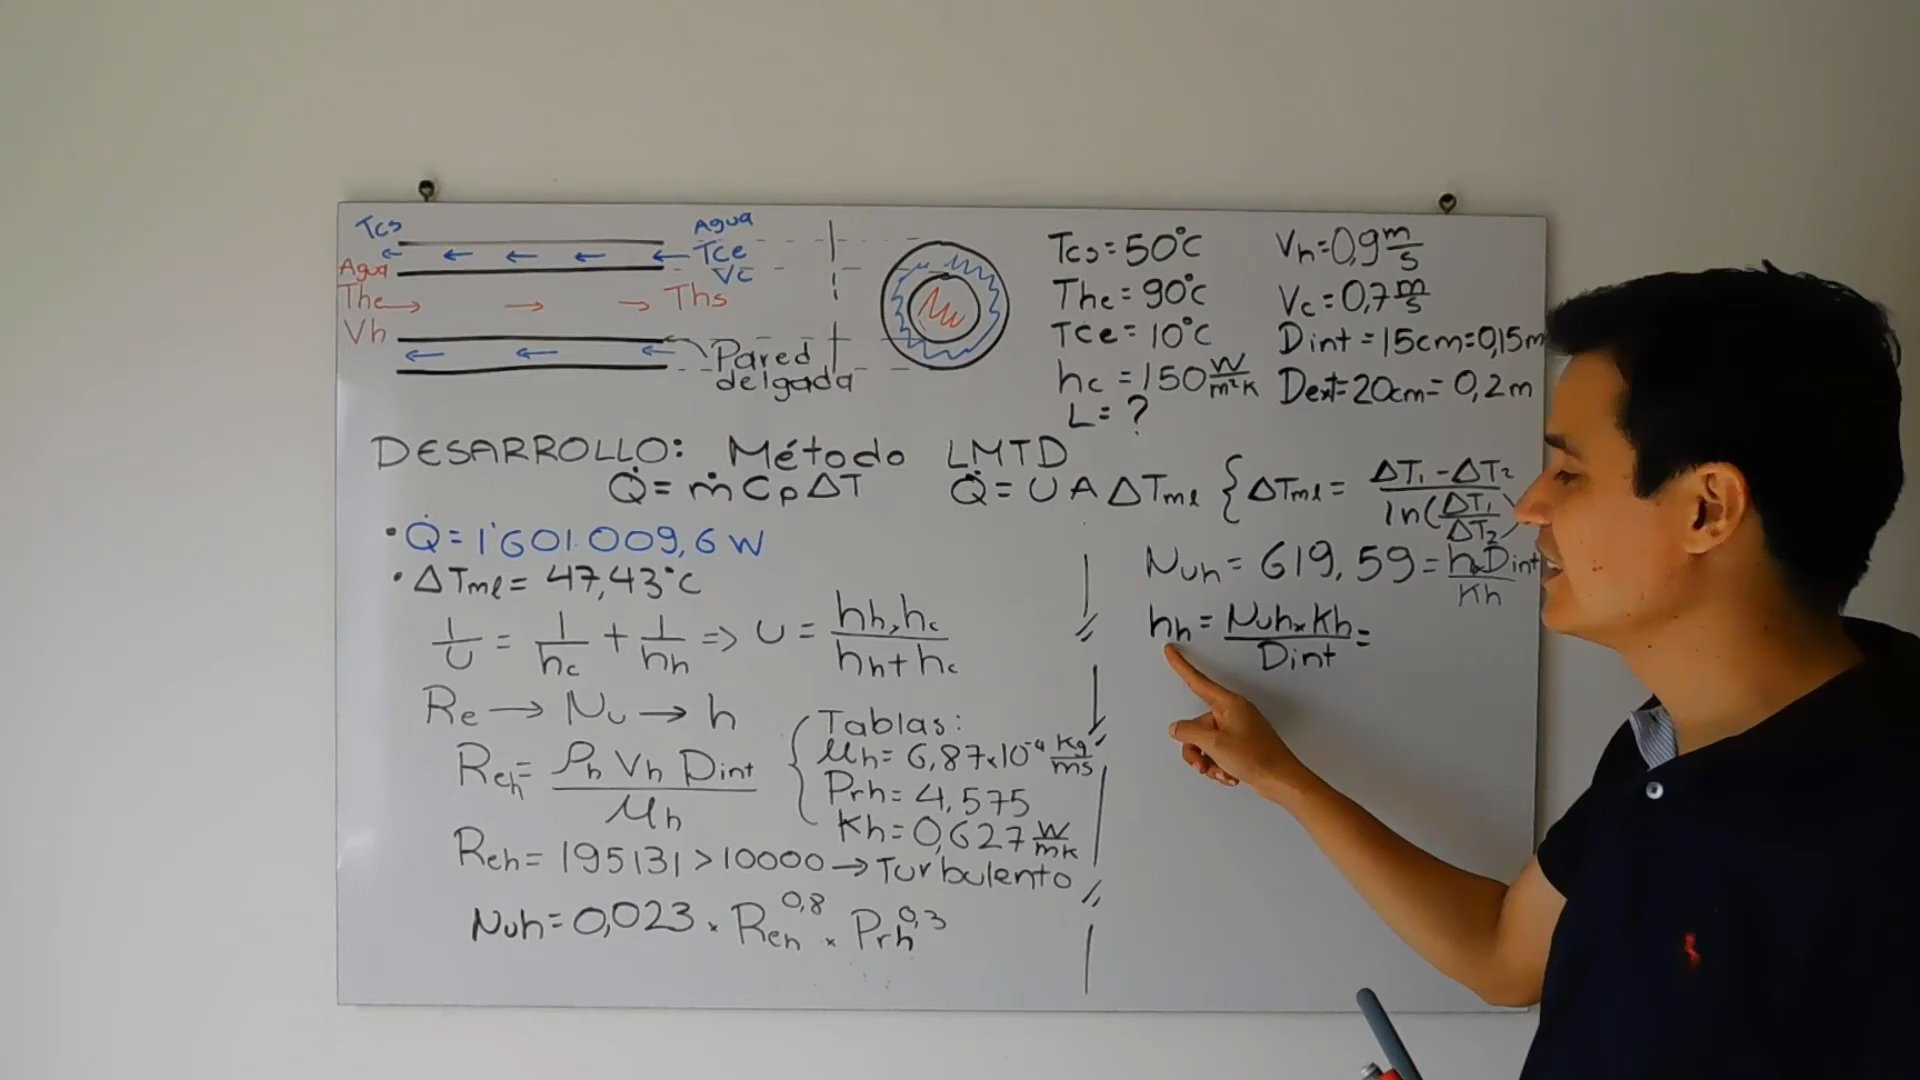 Tcs
Agua
Tce
Vc
Agua
The
Ths
Vh
Pared
delgada
Tcs = 50°C
The = 90°C
Tce = 10°C
hc = 150 W/m²K
L = ?
Vh = 0,9 m/s
Vc = 0,7 m/s
Dint = 15cm = 0,15m
Dext = 20cm = 0,2m
DESARROLLO: Método LMTD
Q̇ = ṁ Cp ΔT Q̇ = U A ΔTml { ΔTml = (ΔT1 - ΔT2) / ln(ΔT1/ΔT2)
• Q̇ = 1'601.009,6 W
• ΔTml = 47,43°C
1/U = 1/hc + 1/hh => U = hh.hc / (hh + hc)
Re → Nu → h
Reh = ρh Vh Dint / μh
Tablas:
μh = 6,87×10⁻⁴ kg/ms
Prh = 4,575
Kh = 0,627 W/mK
Reh = 195131 > 10000 → Turbulento
Nuh = 0,023 × Reh^0,8 × Prh^0,3
Nuh = 619,59 = hh Dint / Kh
hh = Nuh × Kh / Dint =